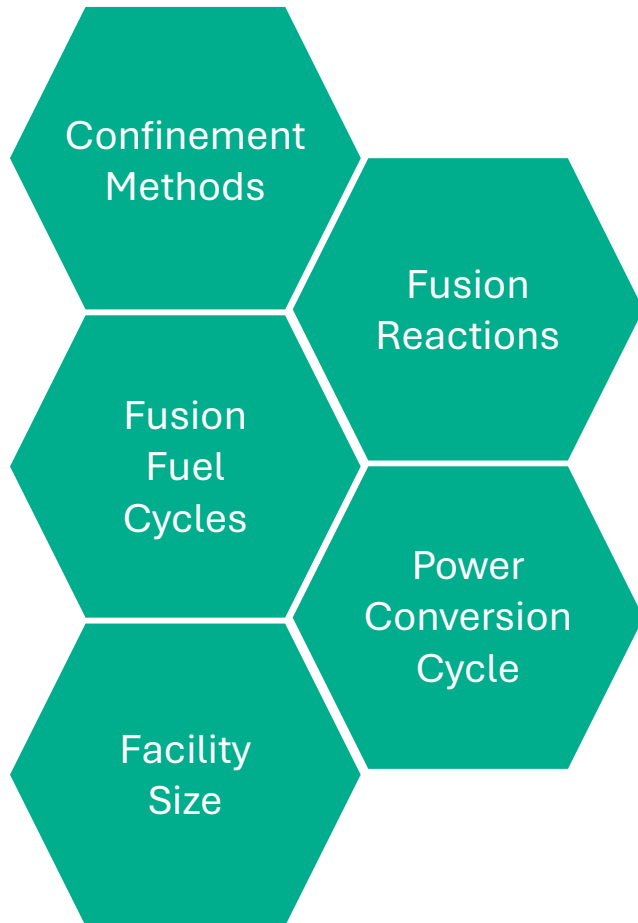 Confinement
Methods
Fusion
Reactions
Fusion
Fuel
Cycles
Power
Conversion
Cycle
Facility
Size